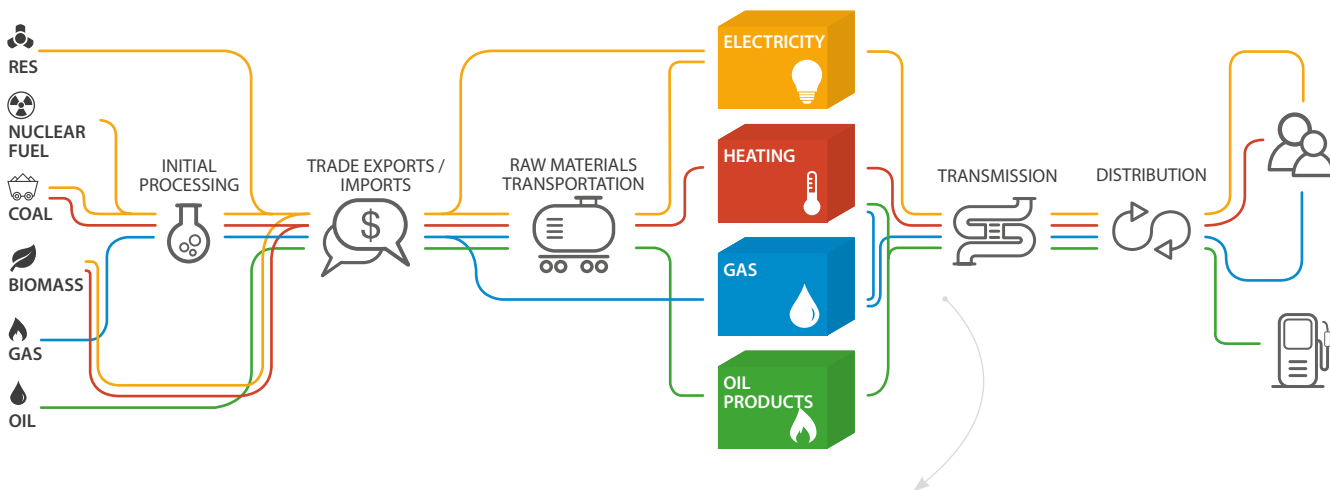 RES
NUCLEAR
FUEL
COAL
BIOMASS
GAS
OIL
INITIAL
PROCESSING
TRADE EXPORTS /
IMPORTS
$
RAW MATERIALS
TRANSPORTATION
ELECTRICITY
HEATING
GAS
OIL
PRODUCTS
TRANSMISSION
DISTRIBUTION